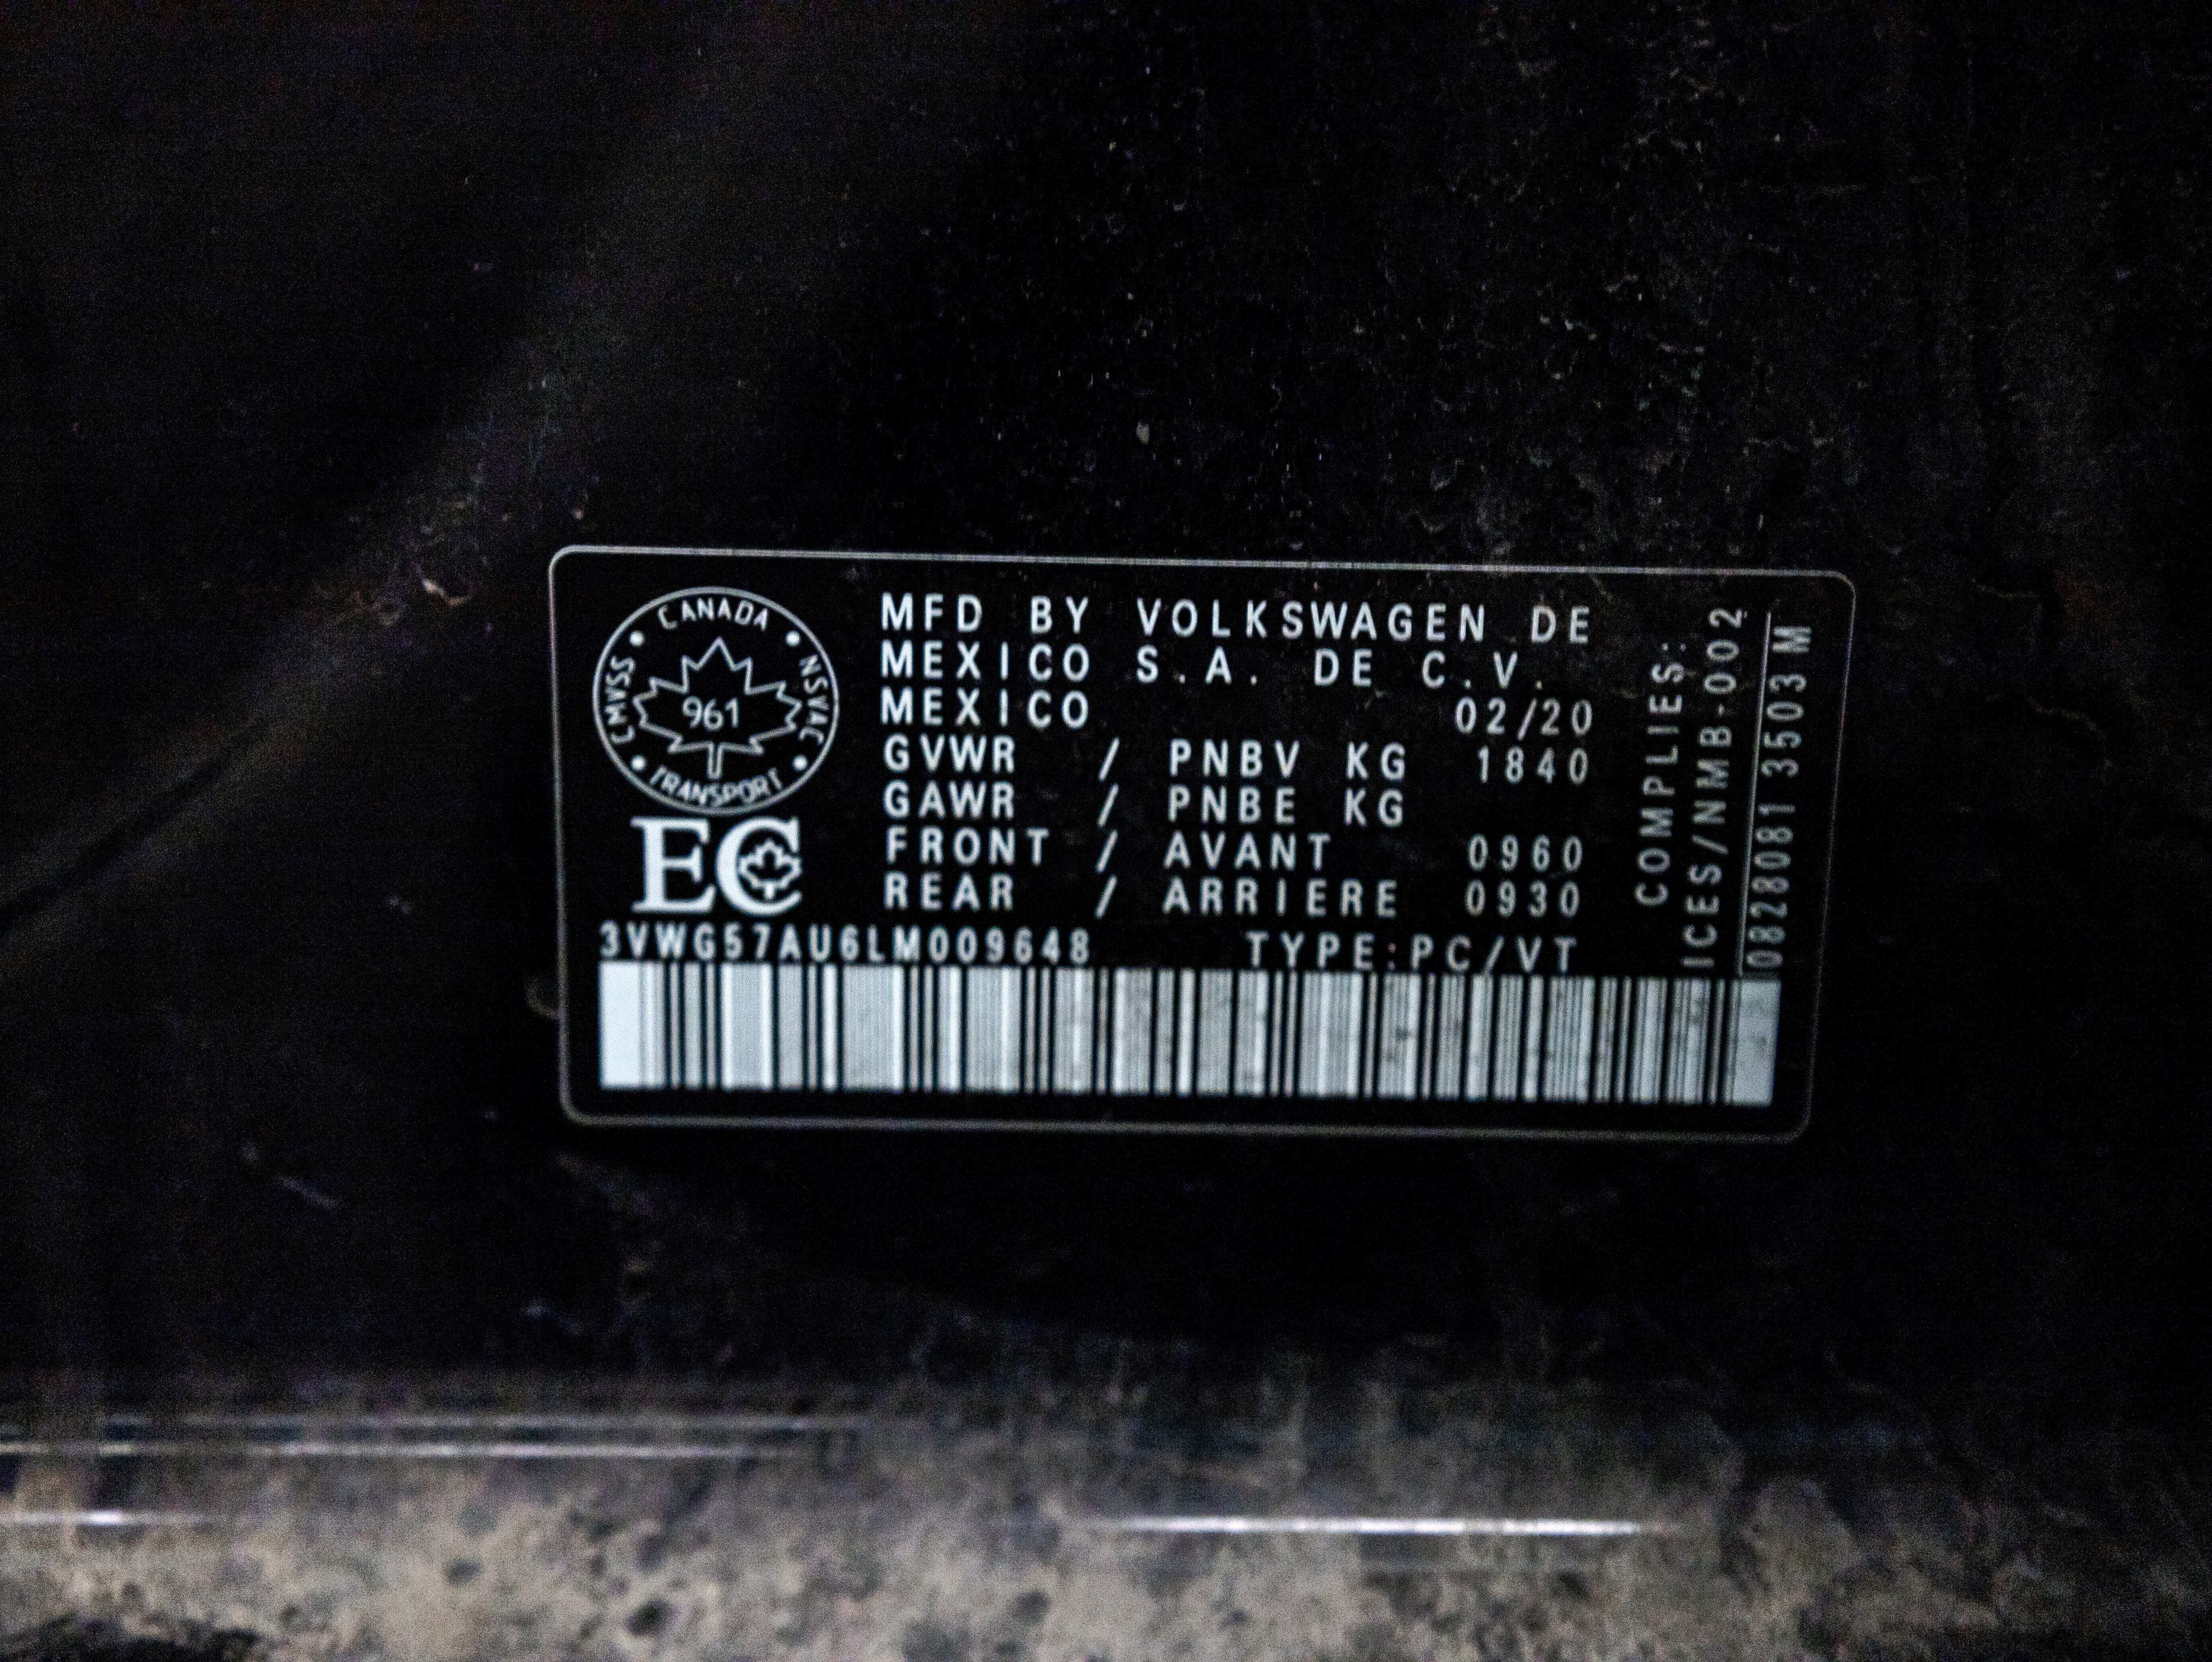 CANADA
CMVSS
NSVAC
961
TRANSPORT
EC
MFD BY VOLKSWAGEN DE
MEXICO S.A. DE C.V.
MEXICO 02/20
GVWR / PNBV KG 1840
GAWR / PNBE KG
FRONT / AVANT 0960
REAR / ARRIERE 0930
3VWG57AU6LM009648 TYPE:PC/VT
COMPLIES:
ICES/NMB-002
0828081 3503 M